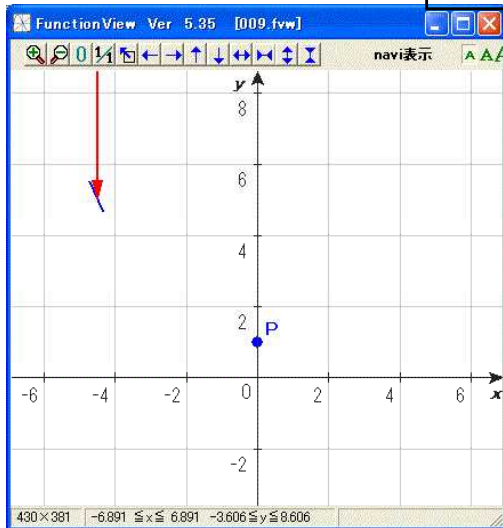 FunctionView Ver 5.35 [009.fvw]
0 1/1 navi表示 A A A
y
8
6
4
2
P
-6 -4 -2 0 2 4 6 x
-2
430×381 -6.891 ≦x≦ 6.891 -3.606≦y≦8.606